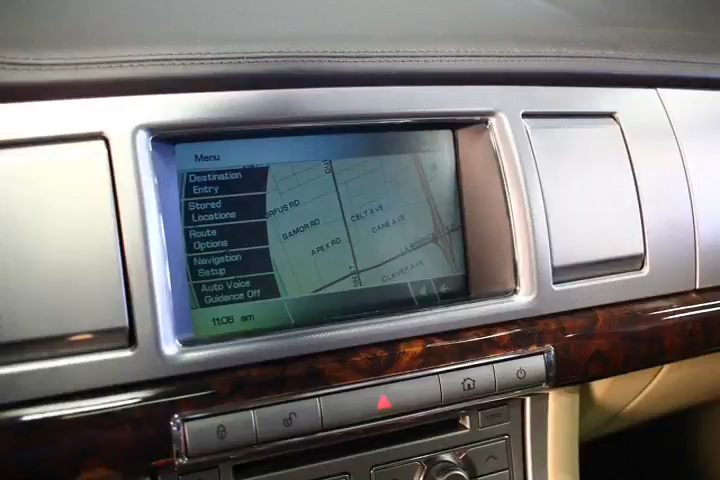 Menu
Destination
Entry
Stored
Locations
Route
Options
Navigation
Setup
Auto Voice
Guidance Off
11:06 am
SAMOR RD
APEX RD
CELT AVE
DANE AVE
CLAVER AVE